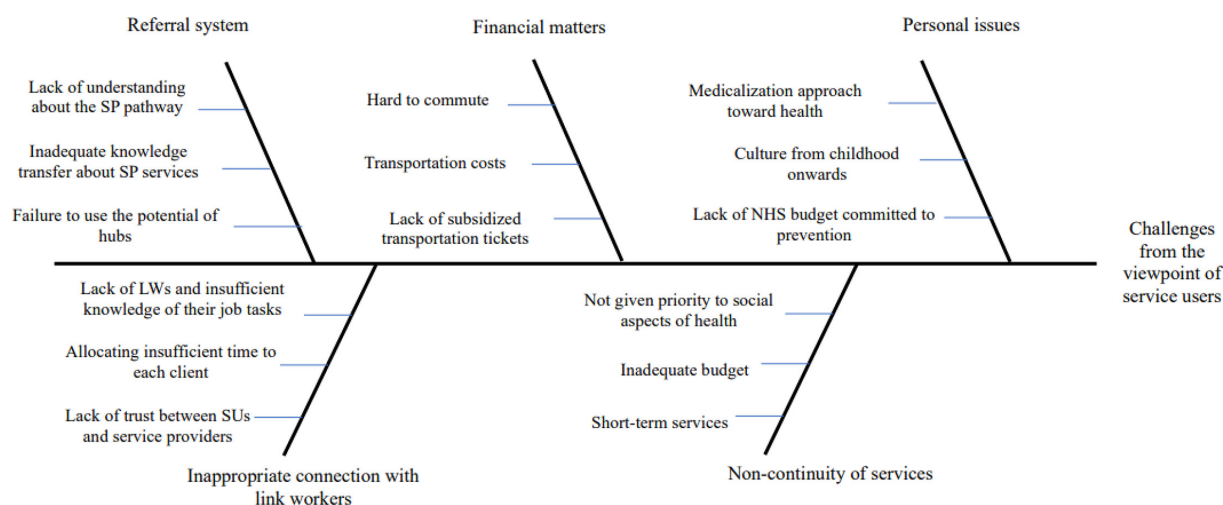 Referral system
Financial matters
Personal issues
Lack of understanding
about the SP pathway
Inadequate knowledge
transfer about SP services
Failure to use the potential of
hubs
Hard to commute
Transportation costs
Lack of subsidized
transportation tickets
Medicalization approach
toward health
Culture from childhood
onwards
Lack of NHS budget committed to
prevention
Challenges
from the
viewpoint of
service users
Lack of LWs and insufficient
knowledge of their job tasks
Allocating insufficient time to
each client
Lack of trust between SUs
and service providers
Inappropriate connection with
link workers
Not given priority to social
aspects of health
Inadequate budget
Short-term services
Non-continuity of services